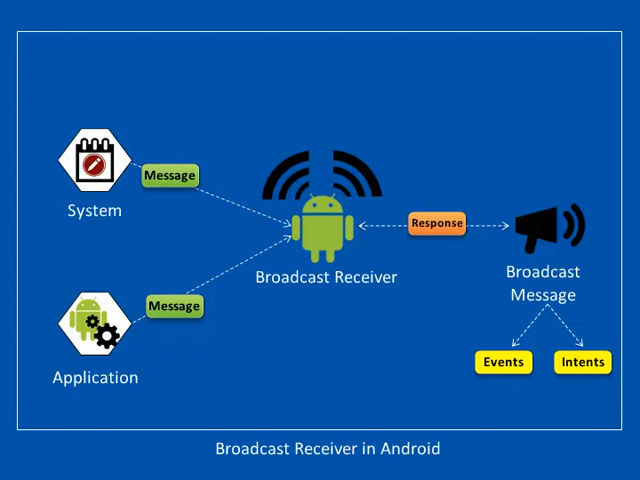 Message
System
Response
Broadcast Receiver
Broadcast
Message
Message
Events
Intents
Application
Broadcast Receiver in Android